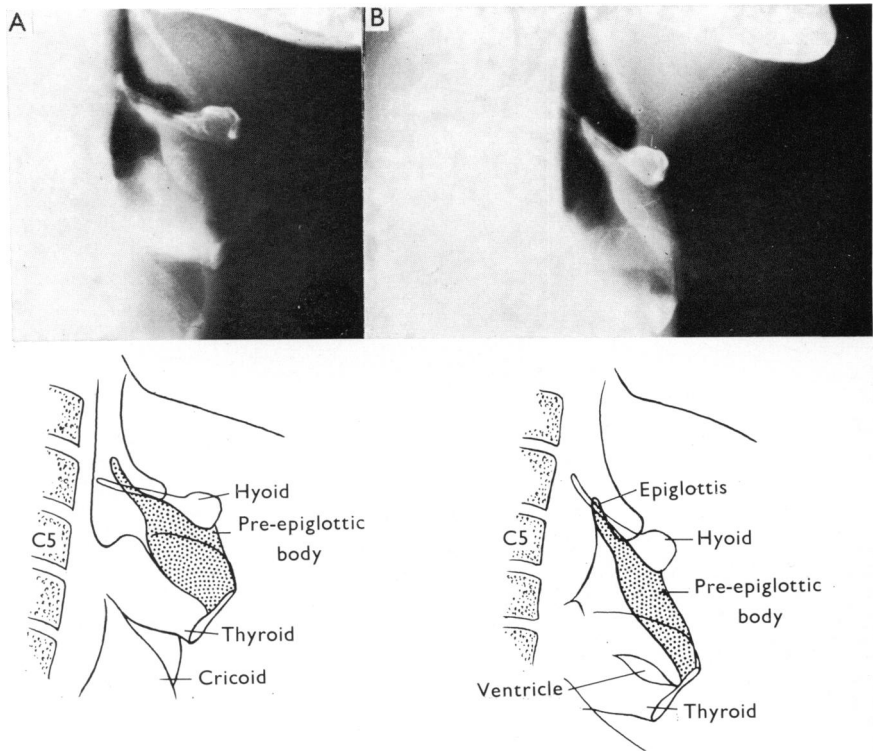 A
B
C5
Hyoid
Pre-epiglottic
body
Thyroid
Cricoid
C5
Epiglottis
Hyoid
Pre-epiglottic
body
Ventricle
Thyroid